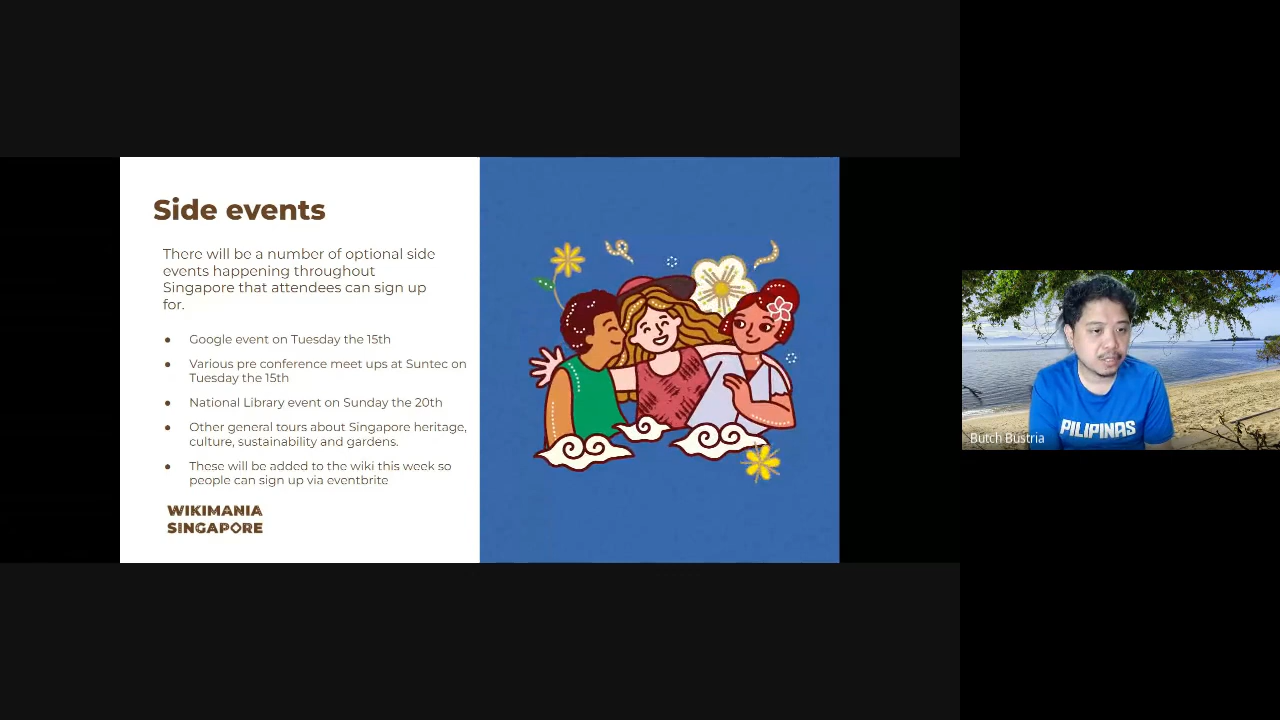 Side events
There will be a number of optional side
events happening throughout
Singapore that attendees can sign up
for.
● Google event on Tuesday the 15th
● Various pre conference meet ups at Suntec on
Tuesday the 15th
● National Library event on Sunday the 20th
● Other general tours about Singapore heritage,
culture, sustainability and gardens.
● These will be added to the wiki this week so
people can sign up via eventbrite
WIKIMANIA
SINGAPORE
PILIPINAS
Butch Bustria